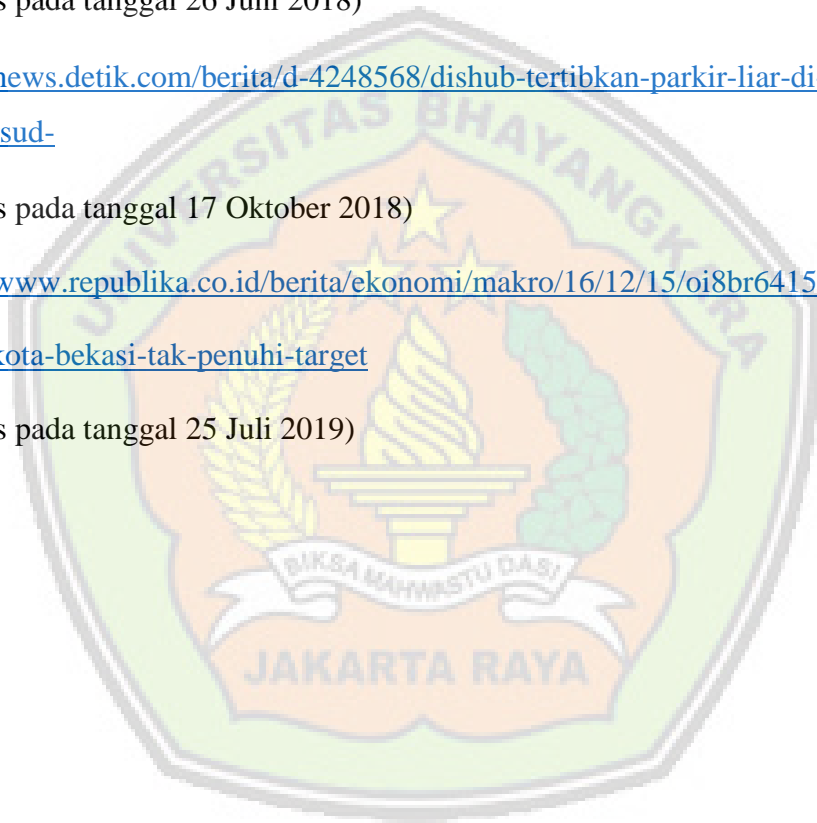 s pada tanggal 26 Juni 2018)
news.detik.com/berita/d-4248568/dishub-tertibkan-parkir-liar-di-
sud-
s pada tanggal 17 Oktober 2018)
www.republika.co.id/berita/ekonomi/makro/16/12/15/oi8br6415
kota-bekasi-tak-penuhi-target
s pada tanggal 25 Juli 2019)
UNIVERSITAS BHAYANGKARA
BIKSA MAHWASTU DASI
JAKARTA RAYA